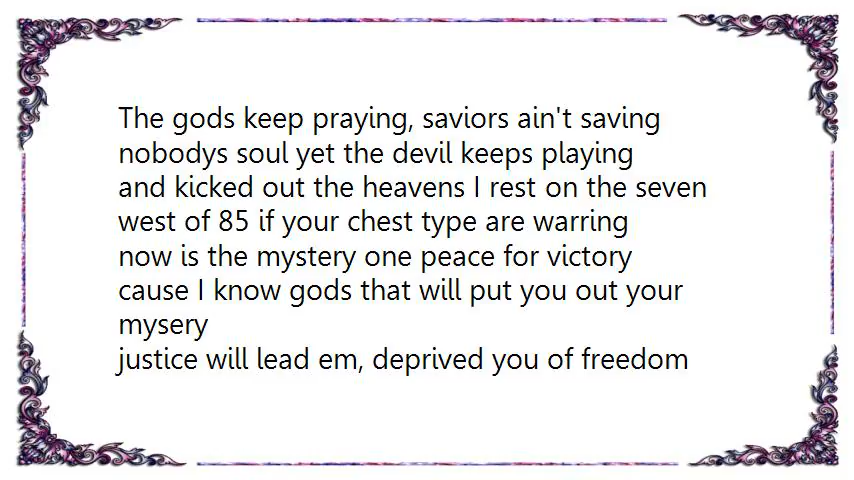 The gods keep praying, saviors ain't saving
nobodys soul yet the devil keeps playing
and kicked out the heavens I rest on the seven
west of 85 if your chest type are warring
now is the mystery one peace for victory
cause I know gods that will put you out your
mysery
justice will lead em, deprived you of freedom